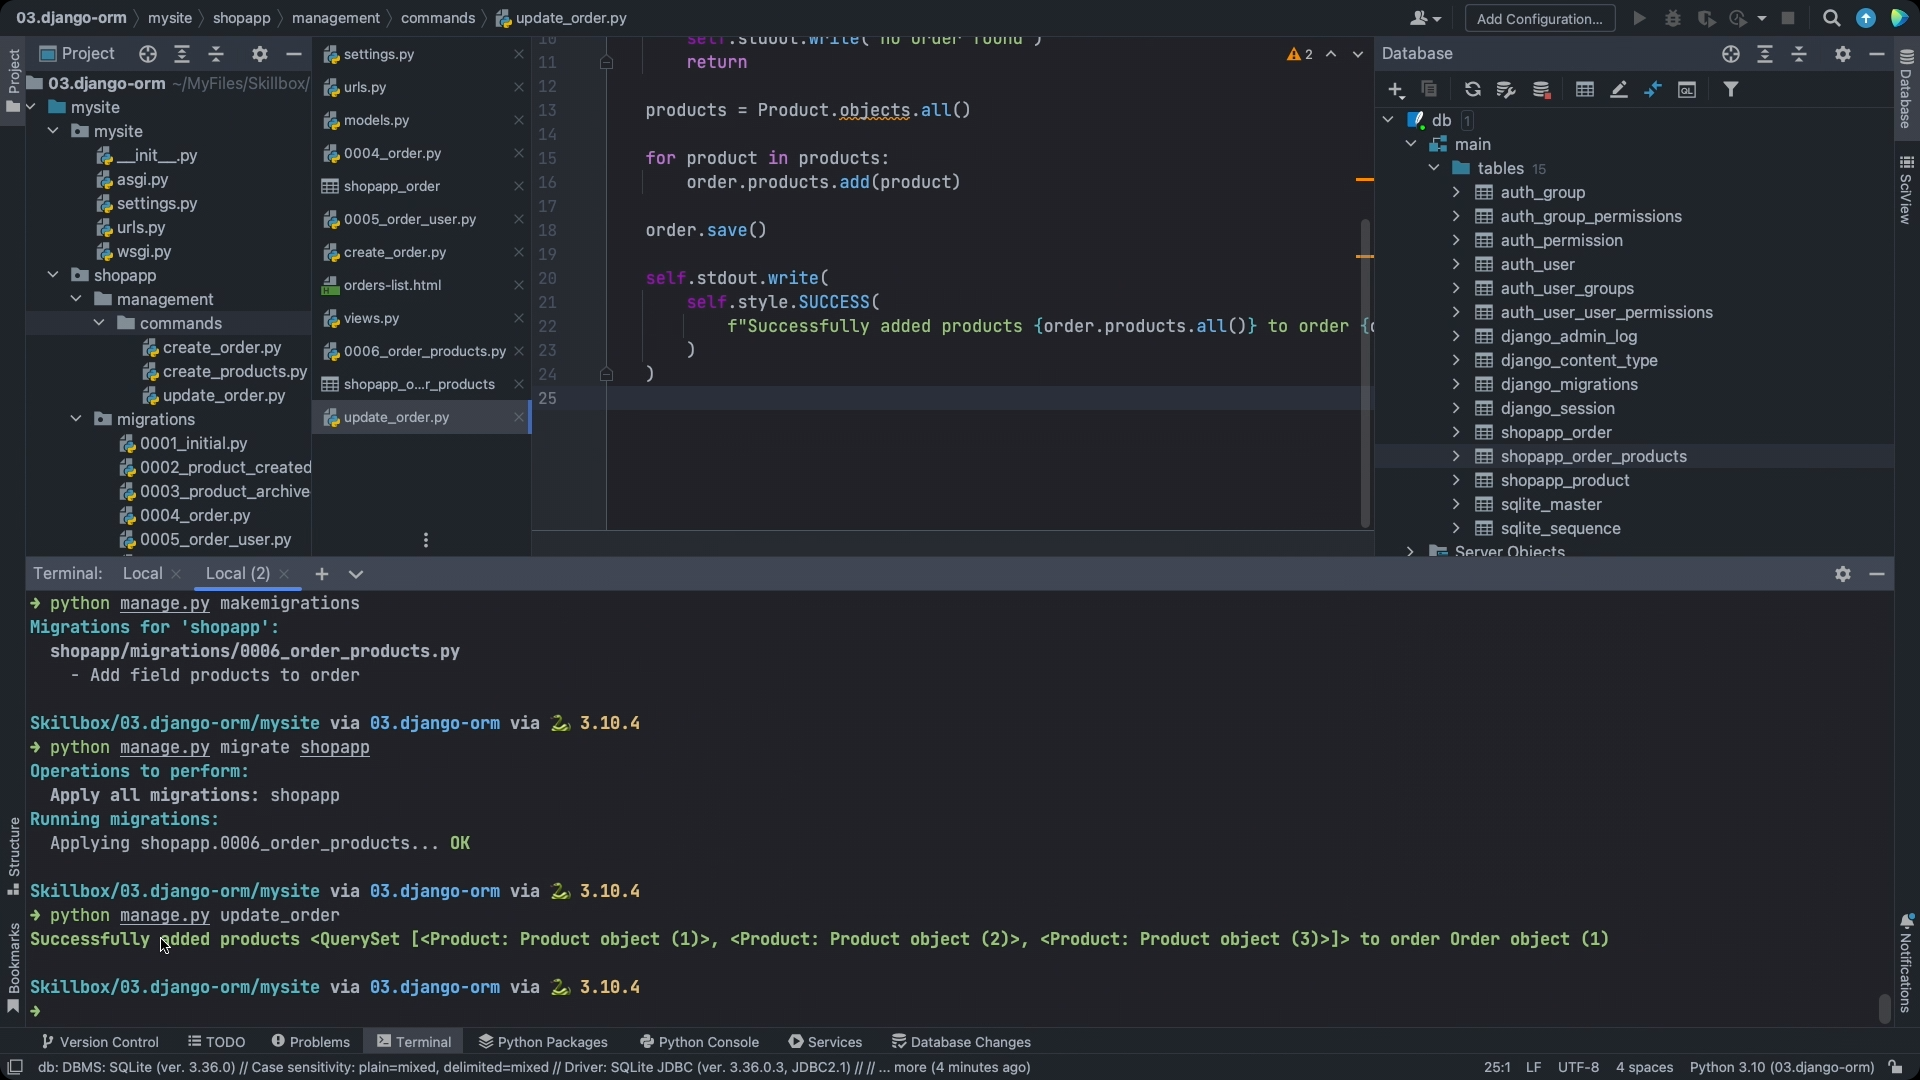 03.django-orm mysite shopapp management commands update_order.py
Add Configuration...
Project
03.django-orm ~/MyFiles/Skillbox/
mysite
mysite
__init__.py
asgi.py
settings.py
urls.py
wsgi.py
shopapp
management
commands
create_order.py
create_products.py
update_order.py
migrations
0001_initial.py
0002_product_created
0003_product_archive
0004_order.py
0005_order_user.py
settings.py
urls.py
models.py
0004_order.py
shopapp_order
0005_order_user.py
create_order.py
orders-list.html
views.py
0006_order_products.py
shopapp_o...r_products
update_order.py
10 self.stdout.write("no order found")
11 return
12
13 products = Product.objects.all()
14
15 for product in products:
16 order.products.add(product)
17
18 order.save()
19
20 self.stdout.write(
21 self.style.SUCCESS(
22 f"Successfully added products {order.products.all()} to order {
23 )
24 )
25
2
Database
db 1
main
tables 15
auth_group
auth_group_permissions
auth_permission
auth_user
auth_user_groups
auth_user_user_permissions
django_admin_log
django_content_type
django_migrations
django_session
shopapp_order
shopapp_order_products
shopapp_product
sqlite_master
sqlite_sequence
Server Objects
Project
Structure
Bookmarks
Database
SciView
Notifications
Terminal: Local Local (2)
→ python manage.py makemigrations
Migrations for 'shopapp':
shopapp/migrations/0006_order_products.py
- Add field products to order
Skillbox/03.django-orm/mysite via 03.django-orm via 🐍 3.10.4
→ python manage.py migrate shopapp
Operations to perform:
Apply all migrations: shopapp
Running migrations:
Applying shopapp.0006_order_products... OK
Skillbox/03.django-orm/mysite via 03.django-orm via 🐍 3.10.4
→ python manage.py update_order
Successfully added products <QuerySet [<Product: Product object (1)>, <Product: Product object (2)>, <Product: Product object (3)>]> to order Order object (1)
Skillbox/03.django-orm/mysite via 03.django-orm via 🐍 3.10.4
→
Version Control TODO Problems Terminal Python Packages Python Console Services Database Changes
db: DBMS: SQLite (ver. 3.36.0) // Case sensitivity: plain=mixed, delimited=mixed // Driver: SQLite JDBC (ver. 3.36.0.3, JDBC2.1) // // ... more (4 minutes ago) 25:1 LF UTF-8 4 spaces Python 3.10 (03.django-orm)